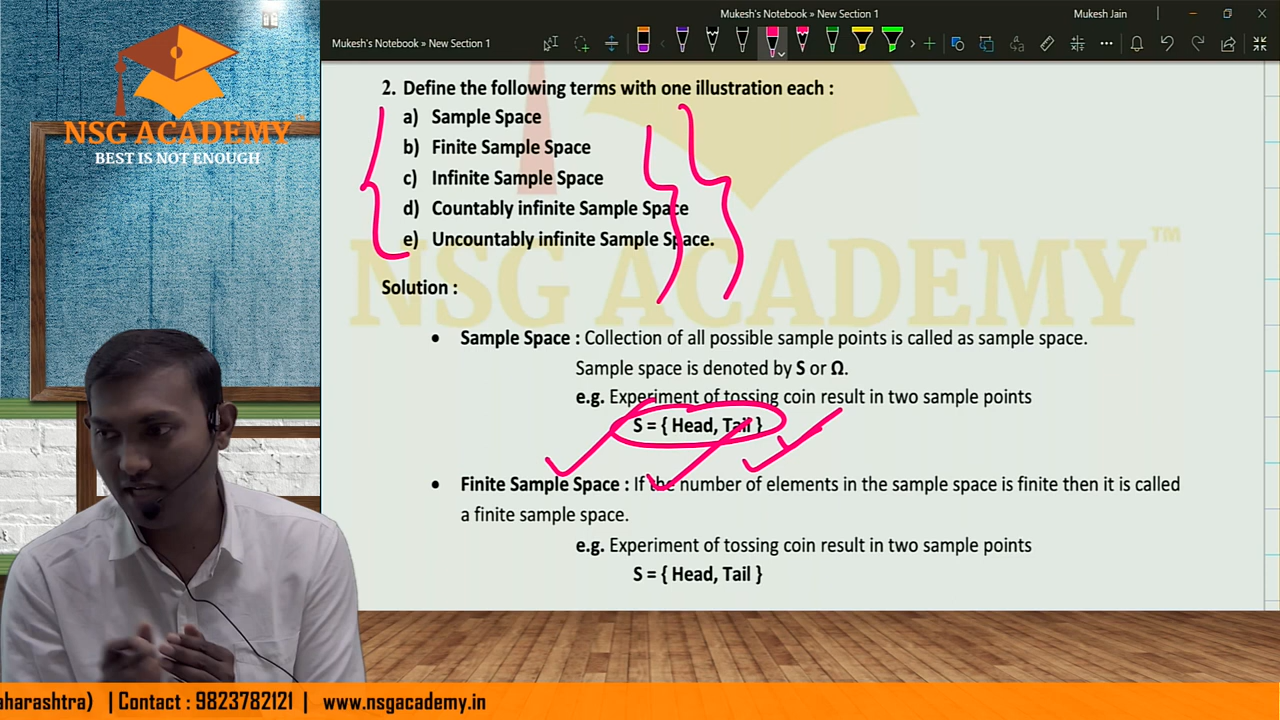 Mukesh's Notebook » New Section 1
Mukesh Jain
Mukesh's Notebook » New Section 1
NSG ACADEMY™
BEST IS NOT ENOUGH
2. Define the following terms with one illustration each :
a) Sample Space
b) Finite Sample Space
c) Infinite Sample Space
d) Countably infinite Sample Space
e) Uncountably infinite Sample Space.
NSG ACADEMY™
Solution :
• Sample Space : Collection of all possible sample points is called as sample space.
Sample space is denoted by S or Ω.
e.g. Experiment of tossing coin result in two sample points
S = { Head, Tail }
• Finite Sample Space : If the number of elements in the sample space is finite then it is called
a finite sample space.
e.g. Experiment of tossing coin result in two sample points
S = { Head, Tail }
aharashtra) | Contact : 9823782121 | www.nsgacademy.in